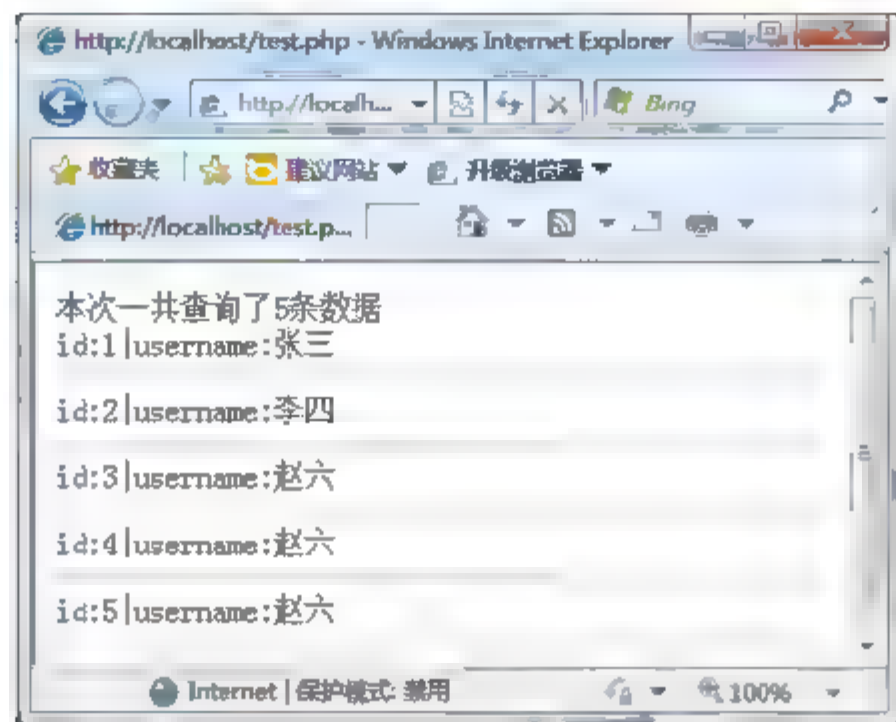 http://localhost/test.php - Windows Internet Explorer
http://localh... Bing
收藏夹 建议网站 升级浏览器
http://localhost/test.p...
本次一共查询了5条数据
id:1|username:张三
id:2|username:李四
id:3|username:赵六
id:4|username:赵六
id:5|username:赵六
Internet | 保护模式: 禁用 100%